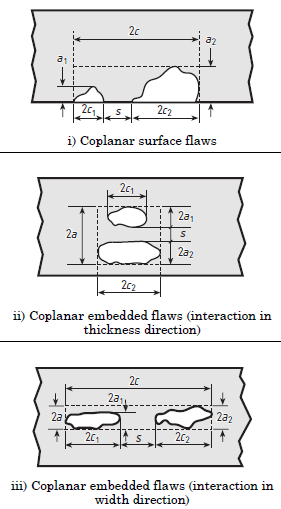 2c
a1
a2
2c1
s
2c2
i) Coplanar surface flaws
2c1
2a
2a1
s
2a2
2c2
ii) Coplanar embedded flaws (interaction in
thickness direction)
2c
2a1
2a
2a2
2c1
s
2c2
iii) Coplanar embedded flaws (interaction in
width direction)